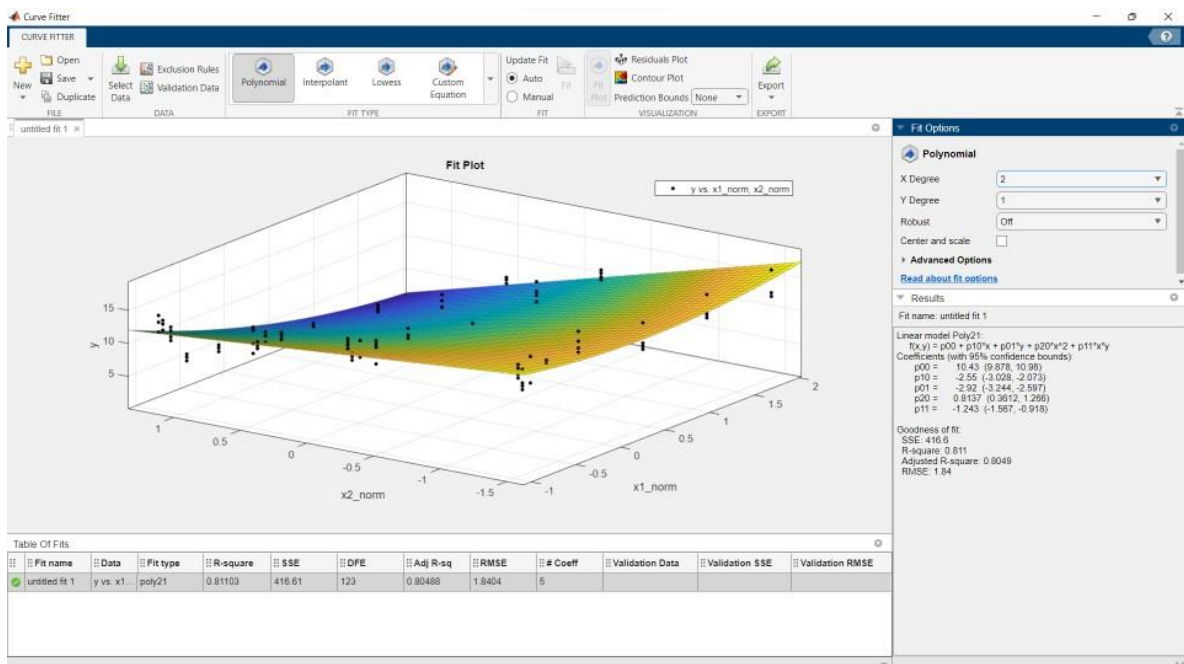 Curve Fitter
CURVE FITTER
New
Open
Save
Duplicate
FILE
Select Data
Exclusion Rules
Validation Data
DATA
Polynomial
Interpolant
Lowess
Custom Equation
FIT TYPE
Update Fit
Auto
Manual
Fit
FIT
Fit Plot
Residuals Plot
Contour Plot
Prediction Bounds None
VISUALIZATION
Export
EXPORT
untitled fit 1
Fit Plot
y vs. x1_norm, x2_norm
15
10
5
y
1
0.5
0
-0.5
-1
-1.5
x2_norm
-1
-0.5
0
0.5
1
1.5
2
x1_norm
Fit Options
Polynomial
X Degree 2
Y Degree 1
Robust Off
Center and scale
Advanced Options
Read about fit options
Results
Fit name: untitled fit 1
Linear model Poly21:
f(x,y) = p00 + p10*x + p01*y + p20*x^2 + p11*x*y
Coefficients (with 95% confidence bounds):
p00 = 10.43 (9.878, 10.98)
p10 = -2.55 (-3.028, -2.073)
p01 = -2.92 (-3.244, -2.597)
p20 = 0.8137 (0.3612, 1.266)
p11 = -1.243 (-1.567, -0.918)
Goodness of fit:
SSE: 416.6
R-square: 0.811
Adjusted R-square: 0.8049
RMSE: 1.84
Table Of Fits
Fit name Data Fit type R-square SSE DFE Adj R-sq RMSE # Coeff Validation Data Validation SSE Validation RMSE
untitled fit 1 y vs. x1... poly21 0.81103 416.61 123 0.80488 1.8404 5